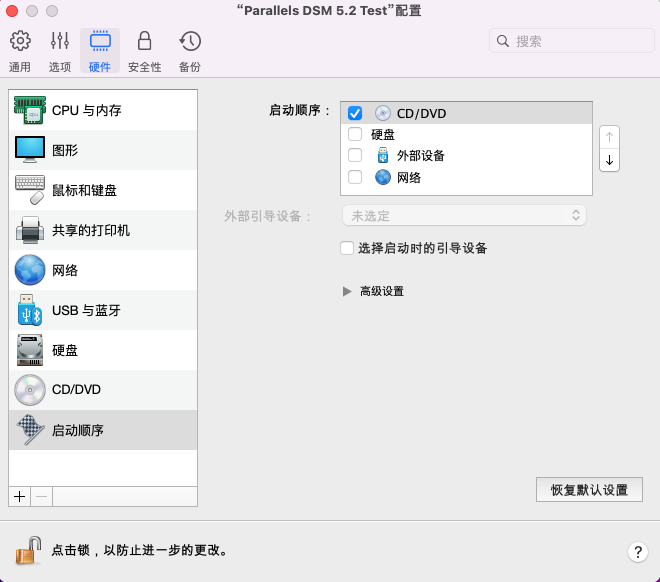 “Parallels DSM 5.2 Test”配置
通用 选项 硬件 安全性 备份 搜索
CPU 与内存
图形
鼠标和键盘
共享的打印机
网络
USB 与蓝牙
硬盘
CD/DVD
启动顺序
启动顺序：
CD/DVD
硬盘
外部设备
网络
外部引导设备： 未选定
选择启动时的引导设备
高级设置
恢复默认设置
点击锁，以防止进一步的更改。
?